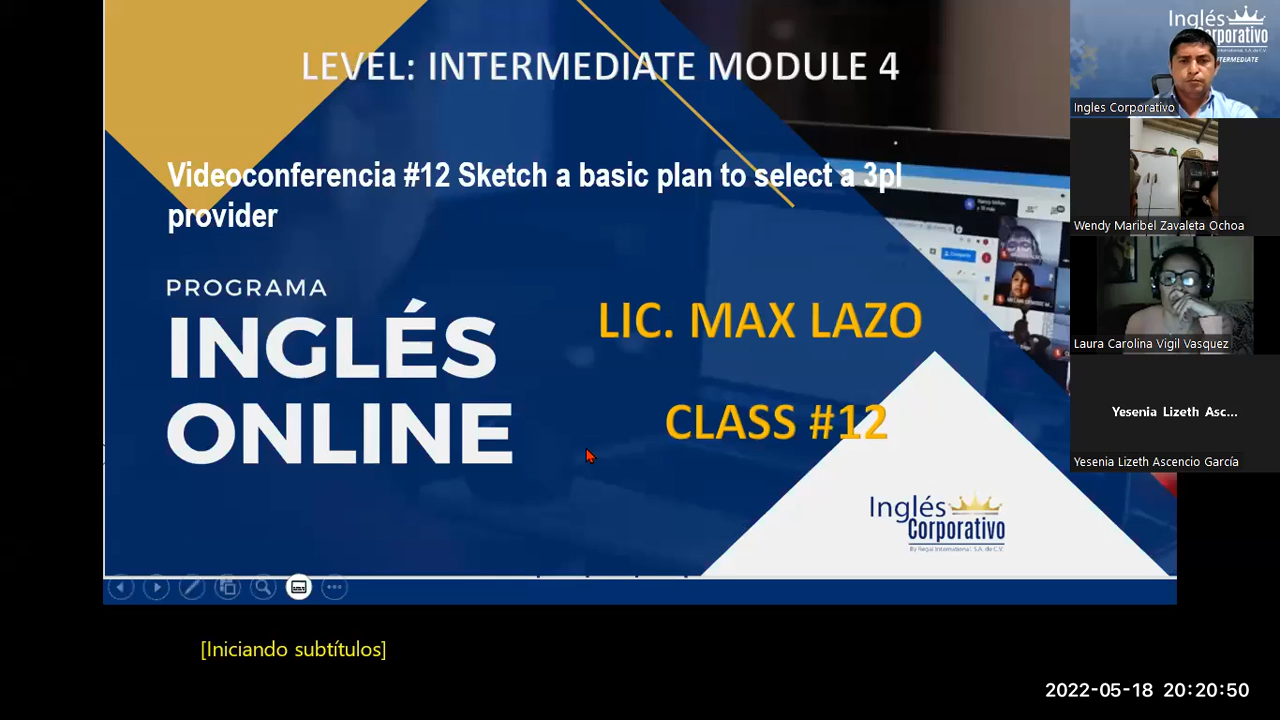 LEVEL: INTERMEDIATE MODULE 4
Videoconferencia #12 Sketch a basic plan to select a 3pl
provider
PROGRAMA
INGLÉS
ONLINE
LIC. MAX LAZO
CLASS #12
Inglés
Corporativo
[Iniciando subtítulos]
Inglés
Corporativo
Ingles Corporativo
Wendy Maribel Zavaleta Ochoa
Laura Carolina Vigil Vasquez
Yesenia Lizeth Asc...
Yesenia Lizeth Ascencio García
2022-05-18 20:20:50